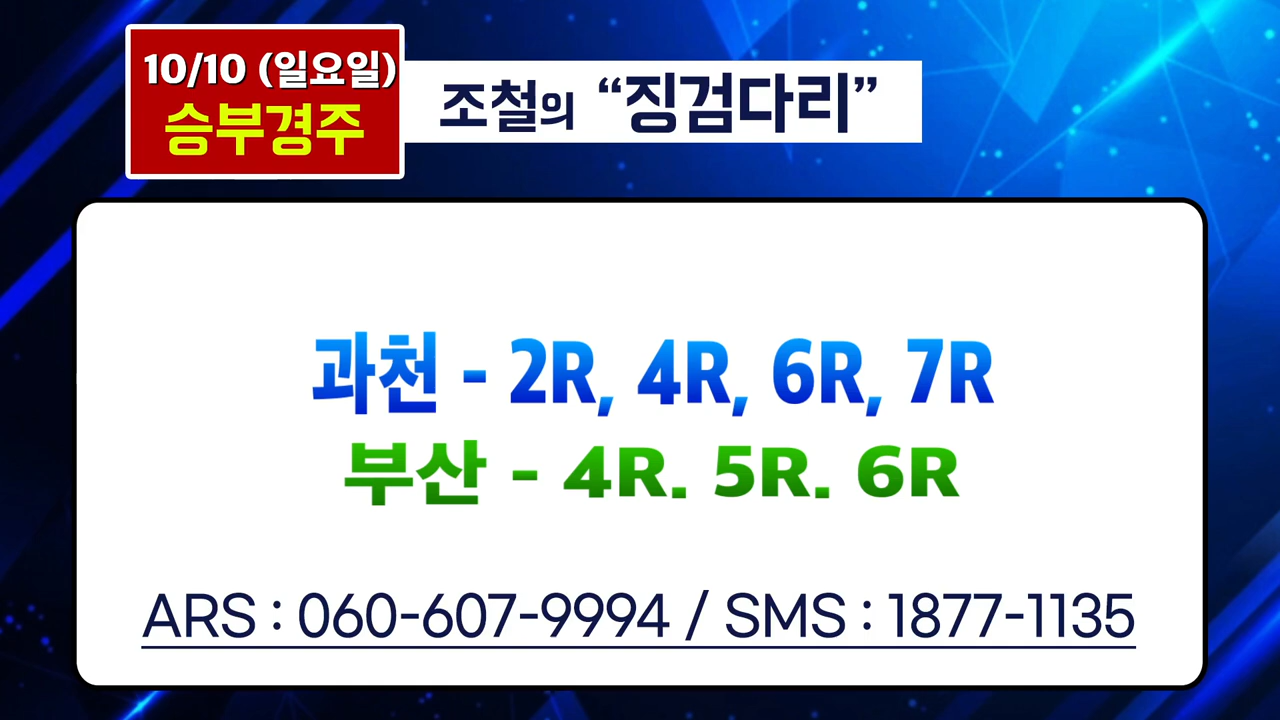 10/10 (일요일)
승부경주
조철의 “징검다리”
과천 - 2R, 4R, 6R, 7R
부산 - 4R. 5R. 6R
ARS : 060-607-9994 / SMS : 1877-1135